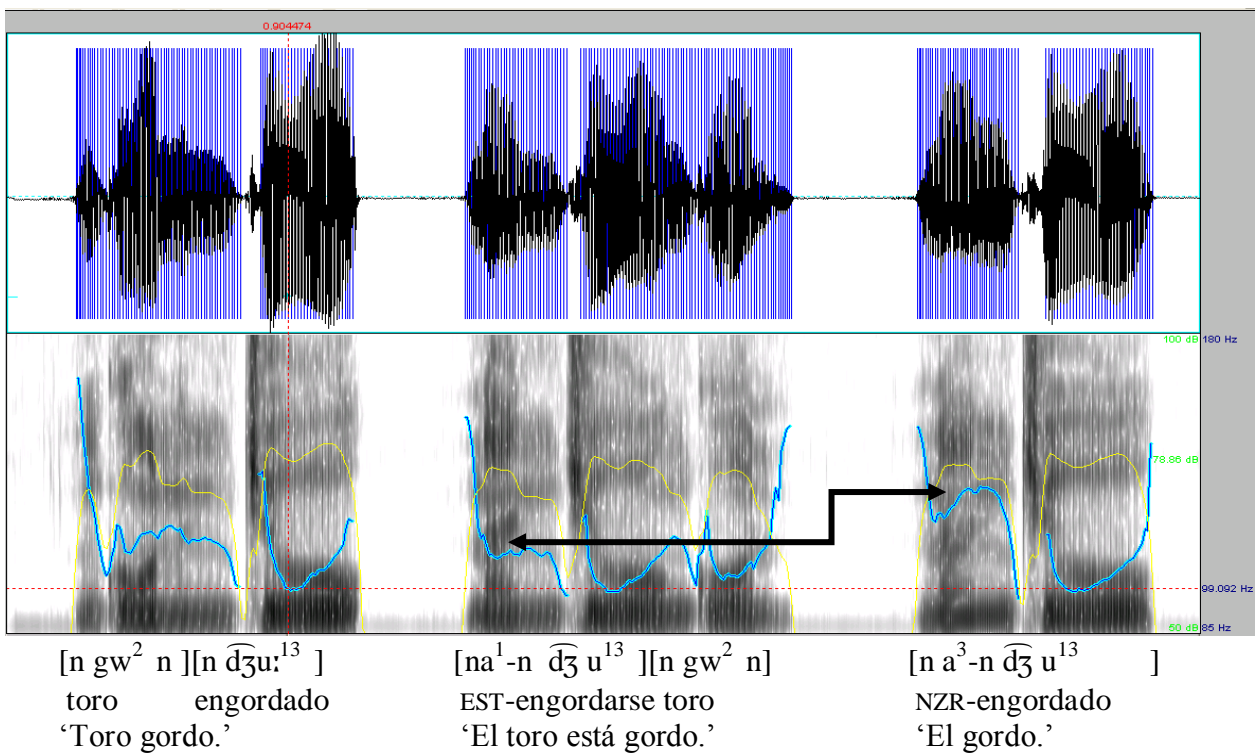 0.904474
100 dB 180 Hz
78.86 dB
99.092 Hz
50 dB 85 Hz
[n gw² n ][n d͡ʒuː¹³ ] [na¹-n d͡ʒ u¹³ ][n gw² n] [n a³-n d͡ʒ u¹³ ]
toro engordado EST-engordarse toro NZR-engordado
‘Toro gordo.’ ‘El toro está gordo.’ ‘El gordo.’